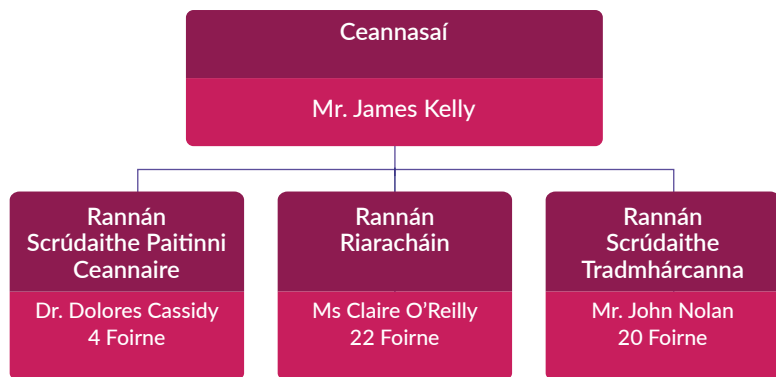 Ceannasaí
Mr. James Kelly
Rannán
Scrúdaithe Paitinní
Ceannaire
Dr. Dolores Cassidy
4 Foirne
Rannán
Riaracháin
Ms Claire O'Reilly
22 Foirne
Rannán
Scrúdaithe
Tradmhárcanna
Mr. John Nolan
20 Foirne